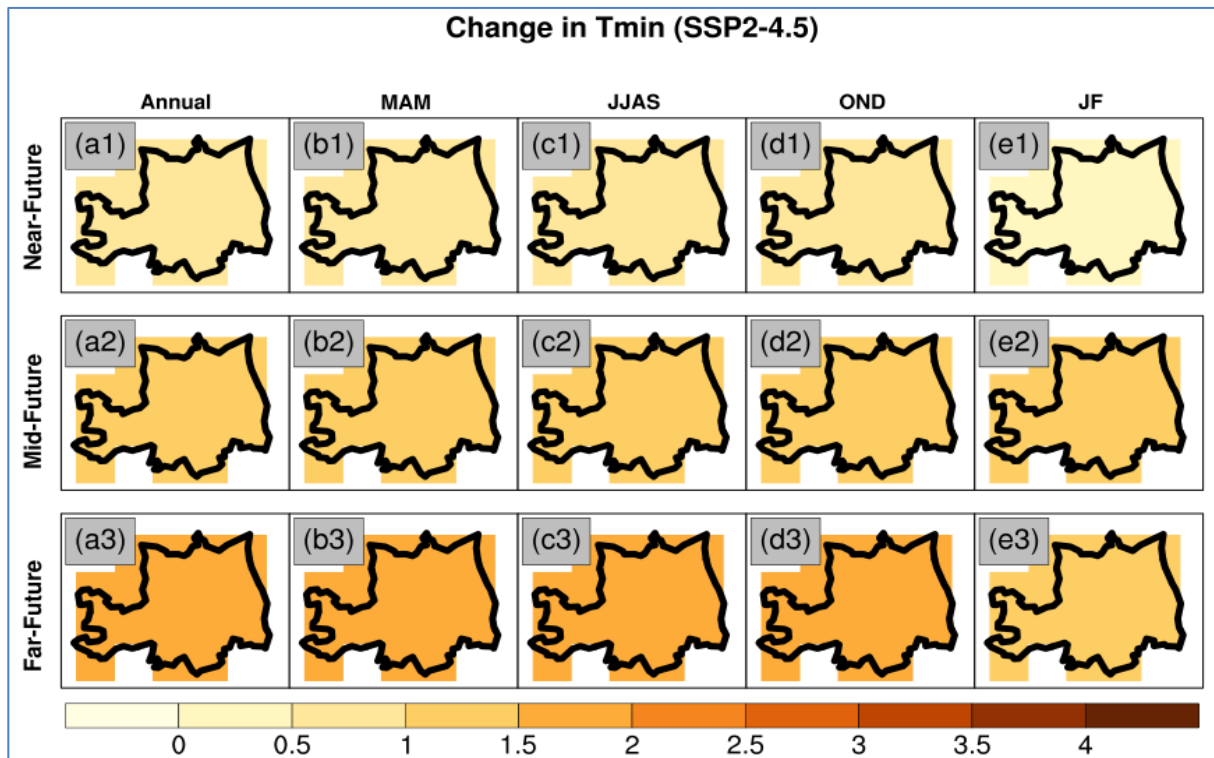 Change in Tmin (SSP2-4.5)
Annual MAM JJAS OND JF
Near-Future
(a1) (b1) (c1) (d1) (e1)
Mid-Future
(a2) (b2) (c2) (d2) (e2)
Far-Future
(a3) (b3) (c3) (d3) (e3)
0 0.5 1 1.5 2 2.5 3 3.5 4